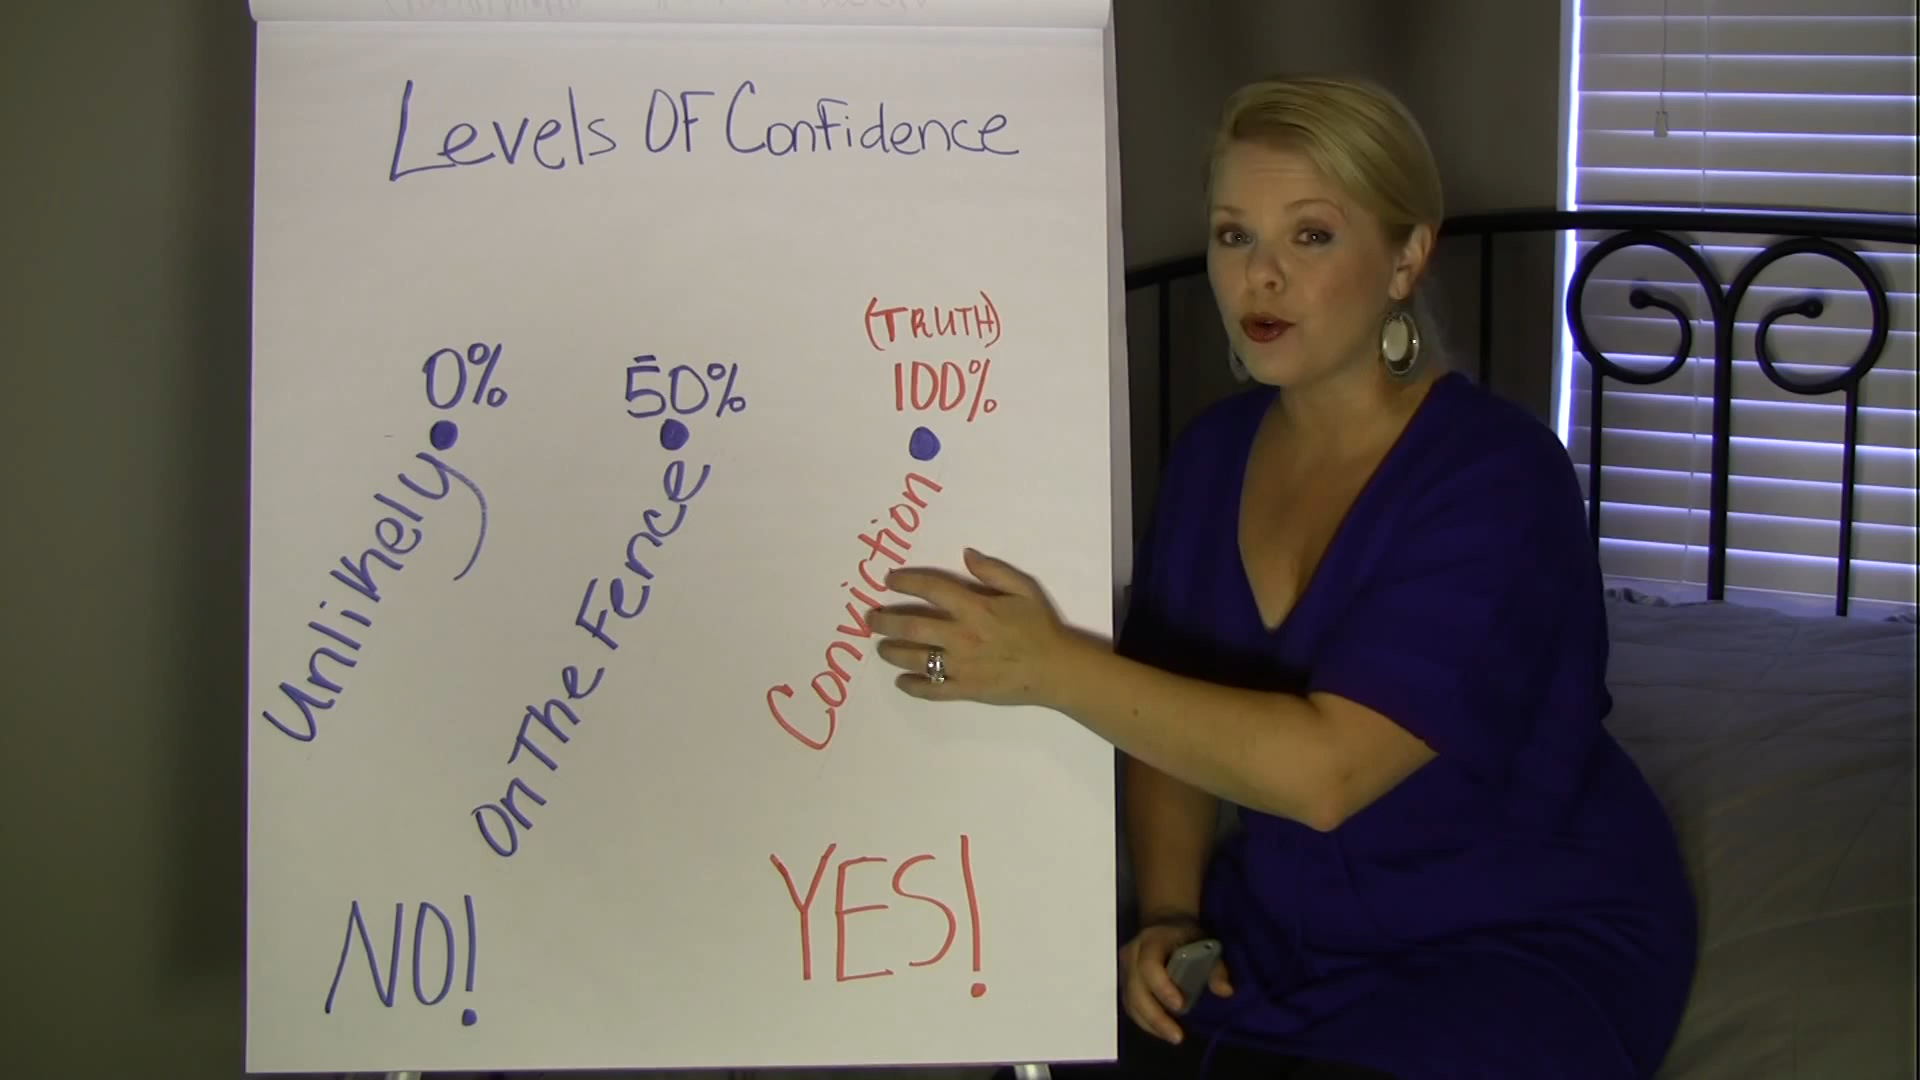 Levels OF Confidence
(TRUTH)
0% 50% 100%
Unlikely
On The Fence
Conviction
NO! YES!